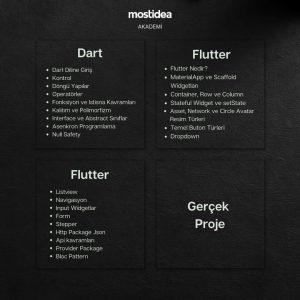 mostidea
AKADEMİ
Dart
Dart Diline Giriş
Kontrol
Döngü Yapılar
Operatörler
Fonksiyon ve İstisna Kavramları
Kalıtım ve Polimorfizm
Interface ve Abstract Sınıflar
Asenkron Programlama
Null Safety
Flutter
Flutter Nedir?
MaterialApp ve Scaffold
Widgetları
Container, Row ve Column
Stateful Widget ve setState
Asset, Network ve Circle Avatar
Resim Türleri
Temel Buton Türleri
Dropdown
Flutter
Listview
Navigasyon
Input Widgetlar
Form
Stepper
Http Package Json
Api kavramları
Provider Package
Bloc Pattern
Gerçek
Proje